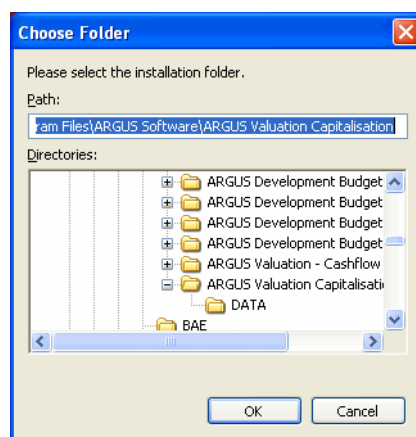 Choose Folder
Please select the installation folder.
Path:
ram Files\ARGUS Software\ARGUS Valuation Capitalisation
Directories:
ARGUS Development Budget
ARGUS Development Budget
ARGUS Development Budget
ARGUS Development Budget
ARGUS Valuation - Cashflow
ARGUS Valuation Capitalisati
DATA
BAE
OK
Cancel